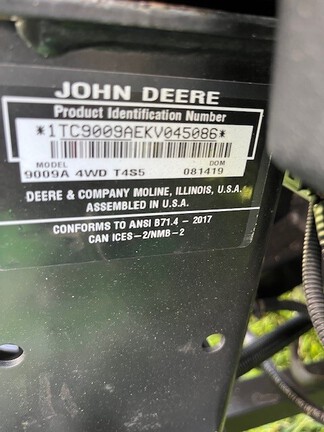 JOHN DEERE
Product Identification Number
*1TC9009AEKV045086*
MODEL DOM
9009A 4WD T4S5 081419
DEERE & COMPANY MOLINE, ILLINOIS, U.S.A.
ASSEMBLED IN U.S.A.
CONFORMS TO ANSI B71.4 - 2017
CAN ICES-2/NMB-2